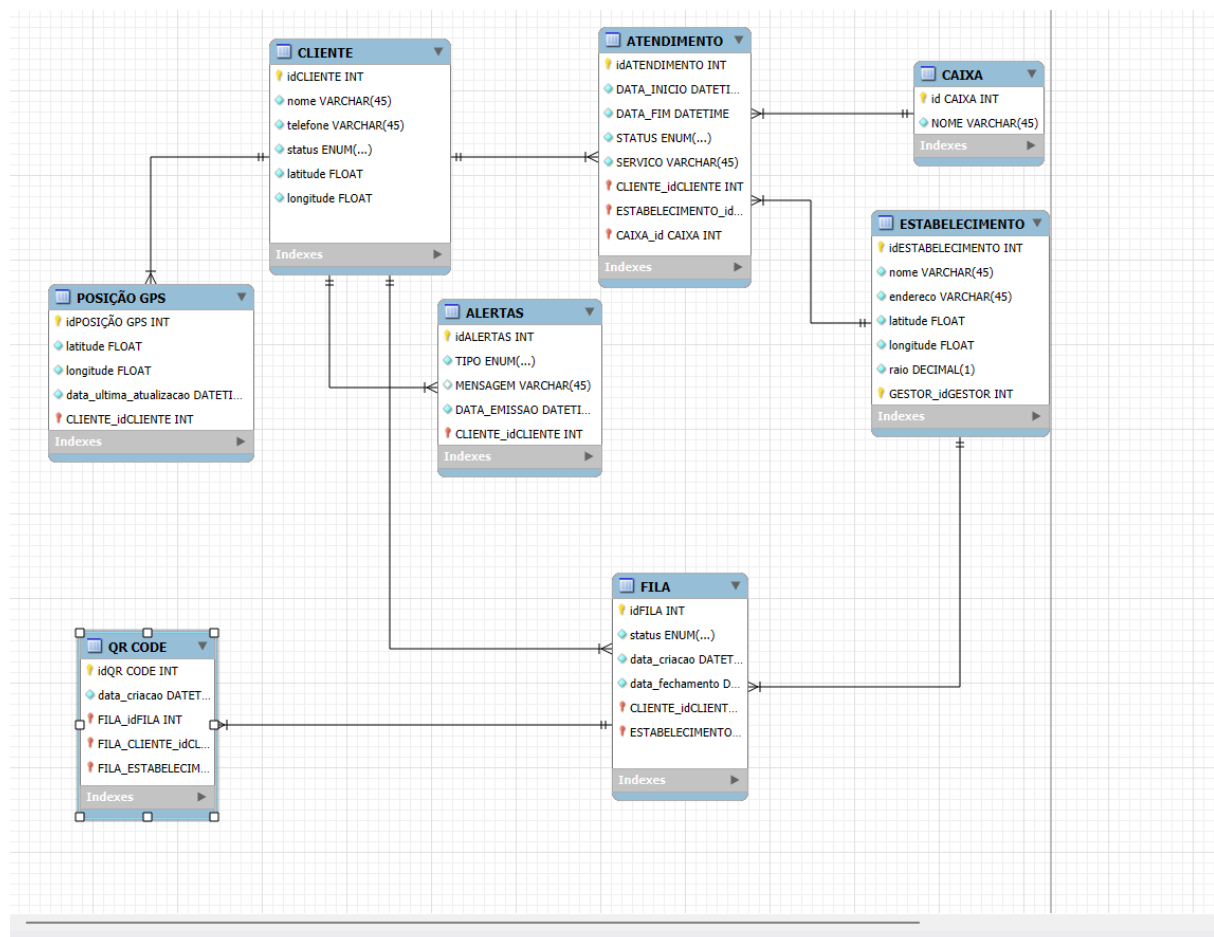 CLIENTE
idCLIENTE INT
nome VARCHAR(45)
telefone VARCHAR(45)
status ENUM(...)
latitude FLOAT
longitude FLOAT
Indexes
ATENDIMENTO
idATENDIMENTO INT
DATA_INICIO DATETI...
DATA_FIM DATETIME
STATUS ENUM(...)
SERVICO VARCHAR(45)
CLIENTE_idCLIENTE INT
ESTABELECIMENTO_id...
CAIXA_id CAIXA INT
Indexes
CAIXA
id CAIXA INT
NOME VARCHAR(45)
Indexes
ESTABELECIMENTO
idESTABELECIMENTO INT
nome VARCHAR(45)
endereco VARCHAR(45)
latitude FLOAT
longitude FLOAT
raio DECIMAL(1)
GESTOR_idGESTOR INT
Indexes
POSIÇÃO GPS
idPOSIÇÃO GPS INT
latitude FLOAT
longitude FLOAT
data_ultima_atualizacao DATETI...
CLIENTE_idCLIENTE INT
Indexes
ALERTAS
idALERTAS INT
TIPO ENUM(...)
MENSAGEM VARCHAR(45)
DATA_EMISSAO DATETI...
CLIENTE_idCLIENTE INT
Indexes
FILA
idFILA INT
status ENUM(...)
data_criacao DATET...
data_fechamento D...
CLIENTE_idCLIENT...
ESTABELECIMENTO...
Indexes
QR CODE
idQR CODE INT
data_criacao DATET...
FILA_idFILA INT
FILA_CLIENTE_idCL...
FILA_ESTABELECIM...
Indexes